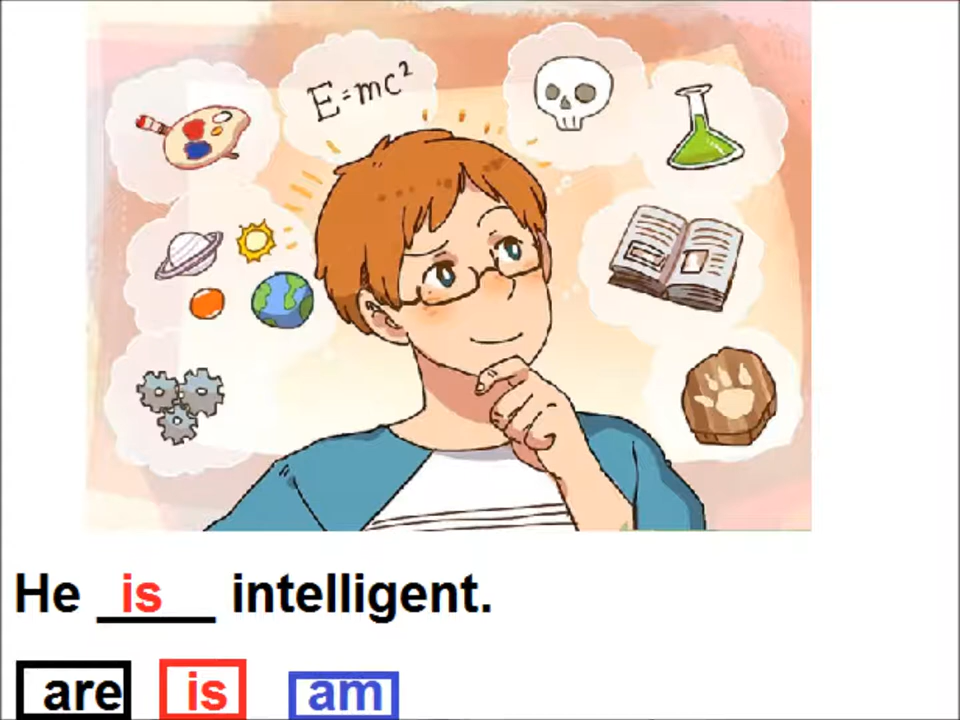 E=mc²
He is intelligent.
are is am